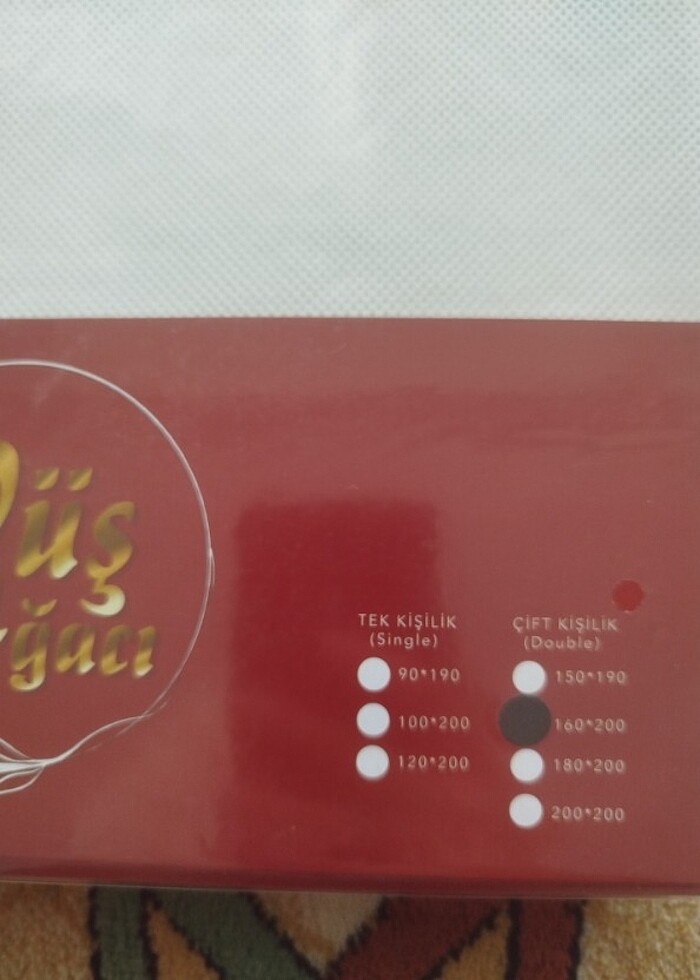 üş
ğacı
TEK KİŞİLİK
(Single)
90*190
100*200
120*200
ÇİFT KİŞİLİK
(Double)
150*190
160*200
180*200
200*200